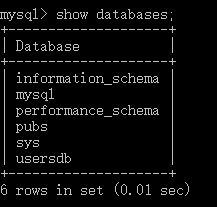 mysql> show databases;
+--------------------+
| Database           |
+--------------------+
| information_schema |
| mysql              |
| performance_schema |
| pubs               |
| sys                |
| usersdb            |
+--------------------+
6 rows in set (0.01 sec)